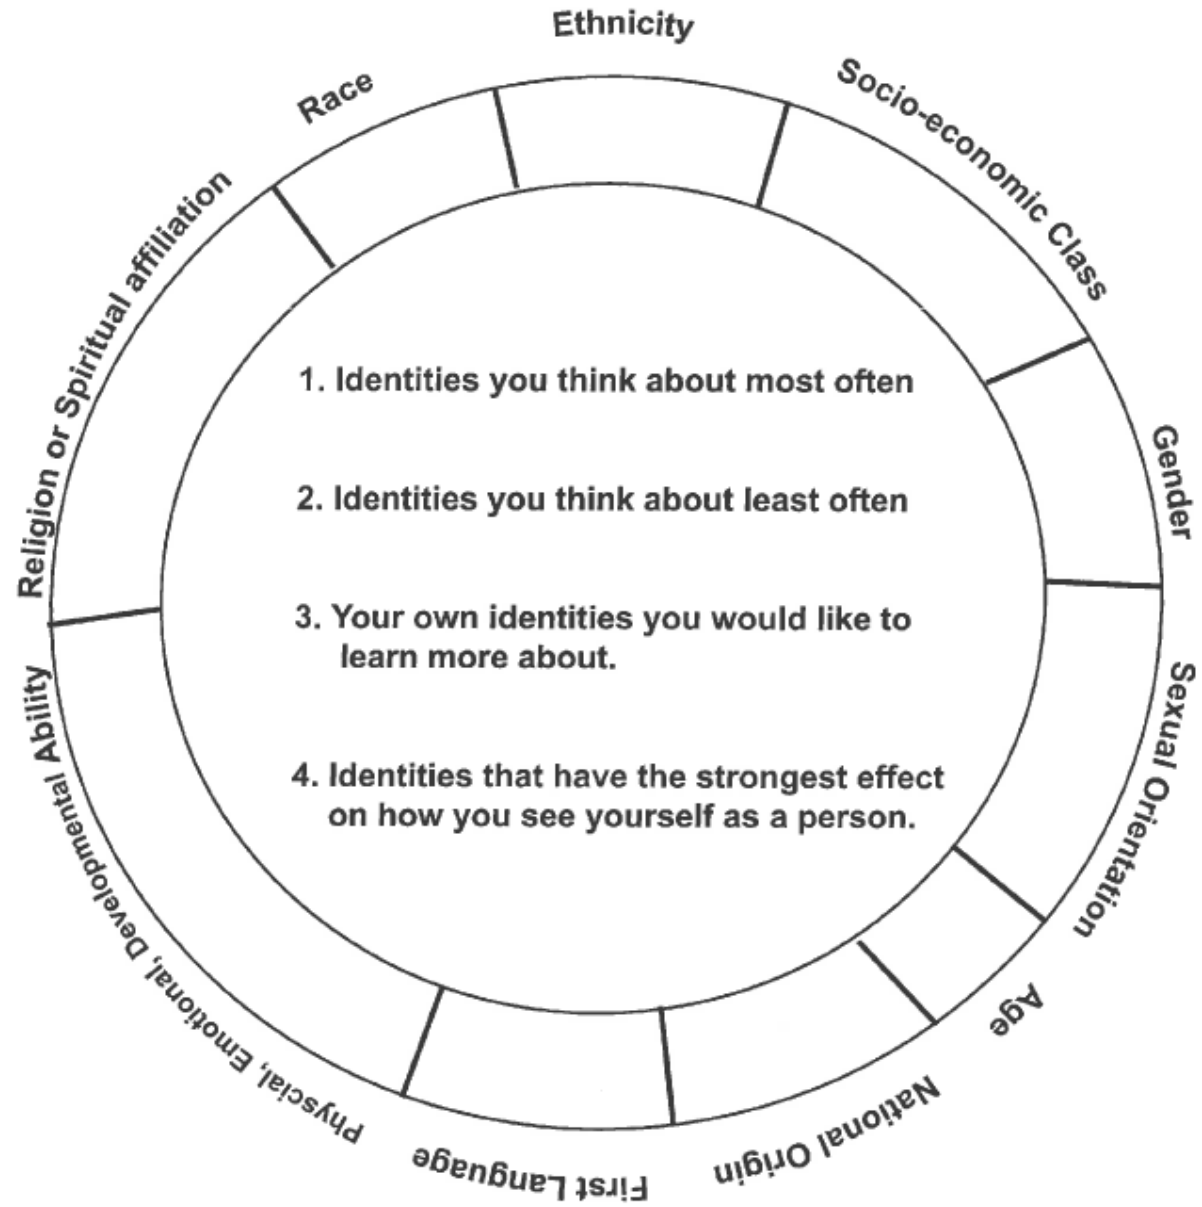 Ethnicity
Socio-economic Class
Gender
Sexual Orientation
Age
National Origin
First Language
Physcial, Emotional, Developmental Ability
Religion or Spiritual affiliation
Race
1. Identities you think about most often
2. Identities you think about least often
3. Your own identities you would like to
learn more about.
4. Identities that have the strongest effect
on how you see yourself as a person.